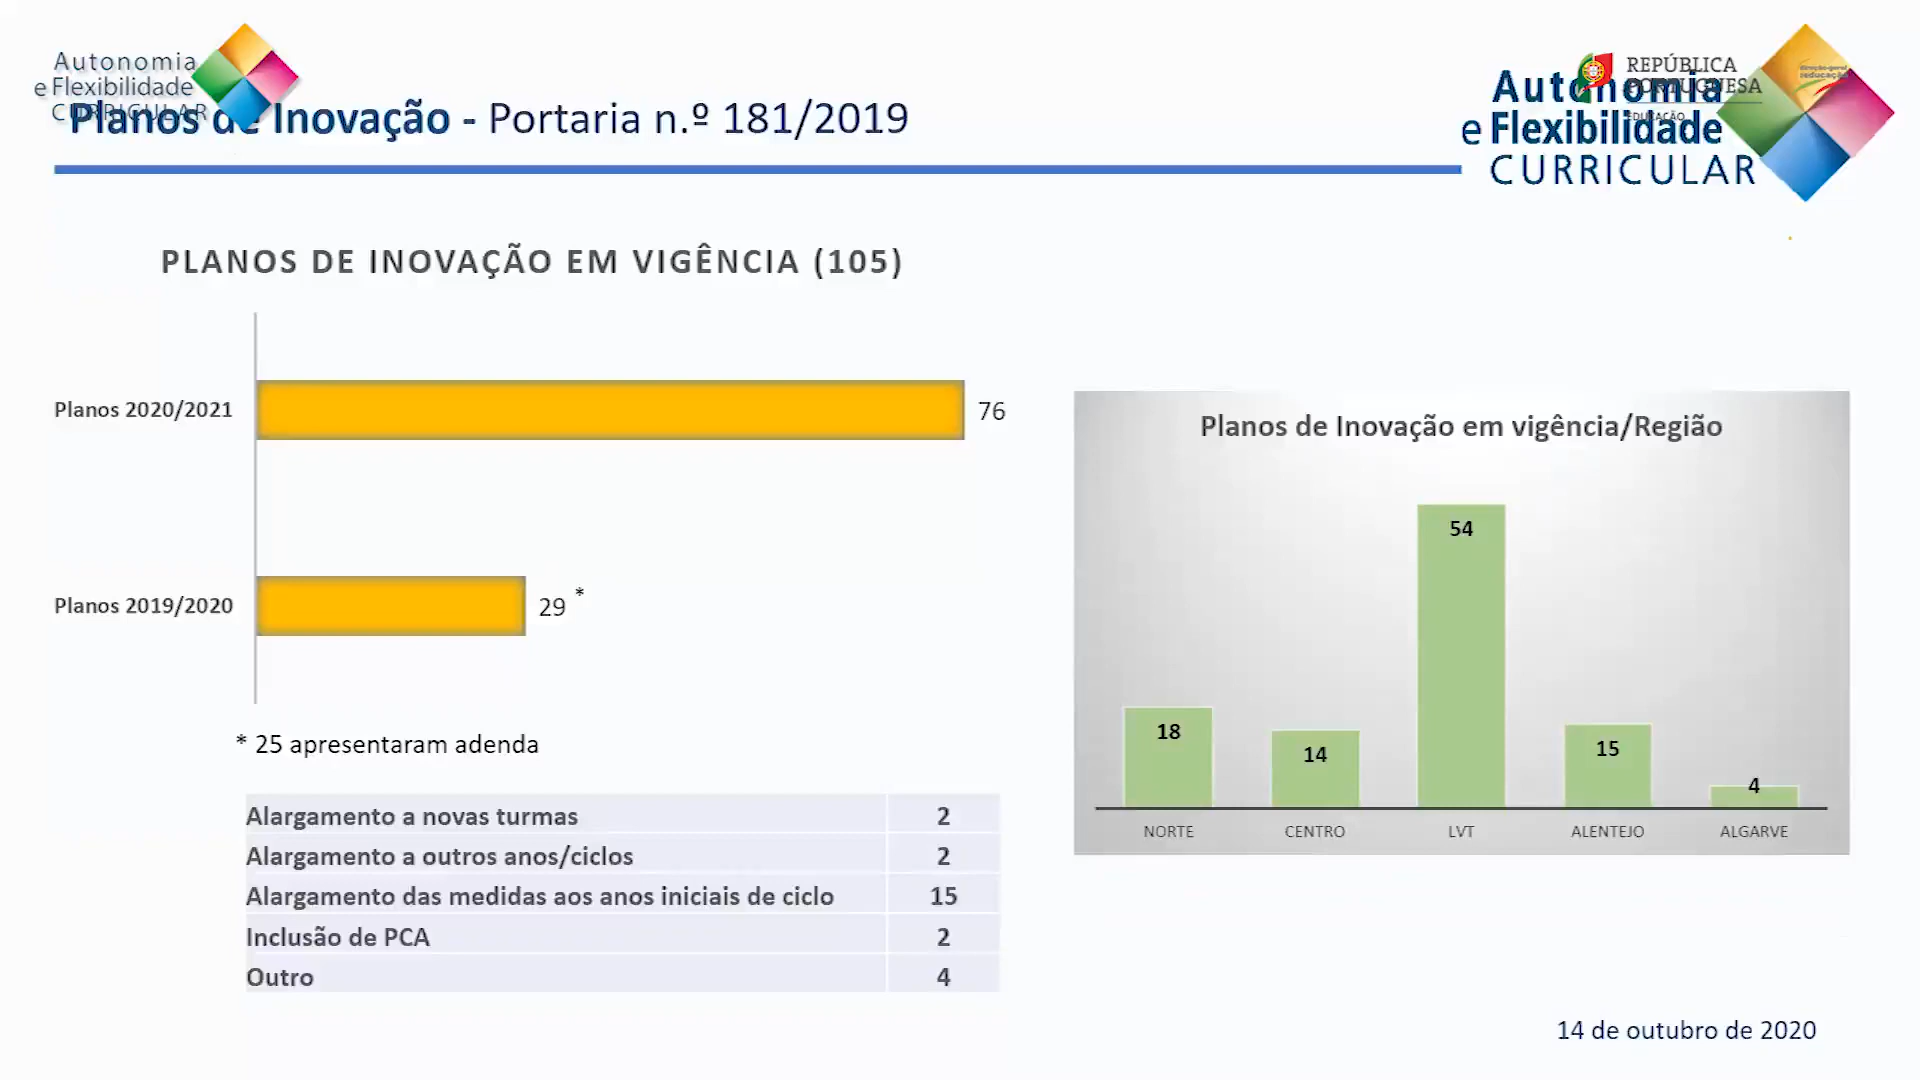 Autonomia
e Flexibilidade
CURRICULAR
Planos de Inovação - Portaria n.º 181/2019
REPÚBLICA
PORTUGUESA
EDUCAÇÃO
Autonomia
e Flexibilidade
CURRICULAR
PLANOS DE INOVAÇÃO EM VIGÊNCIA (105)
Planos 2020/2021 76
Planos 2019/2020 29 *
* 25 apresentaram adenda
Alargamento a novas turmas 2
Alargamento a outros anos/ciclos 2
Alargamento das medidas aos anos iniciais de ciclo 15
Inclusão de PCA 2
Outro 4
Planos de Inovação em vigência/Região
54
18
14
15
4
NORTE CENTRO LVT ALENTEJO ALGARVE
14 de outubro de 2020